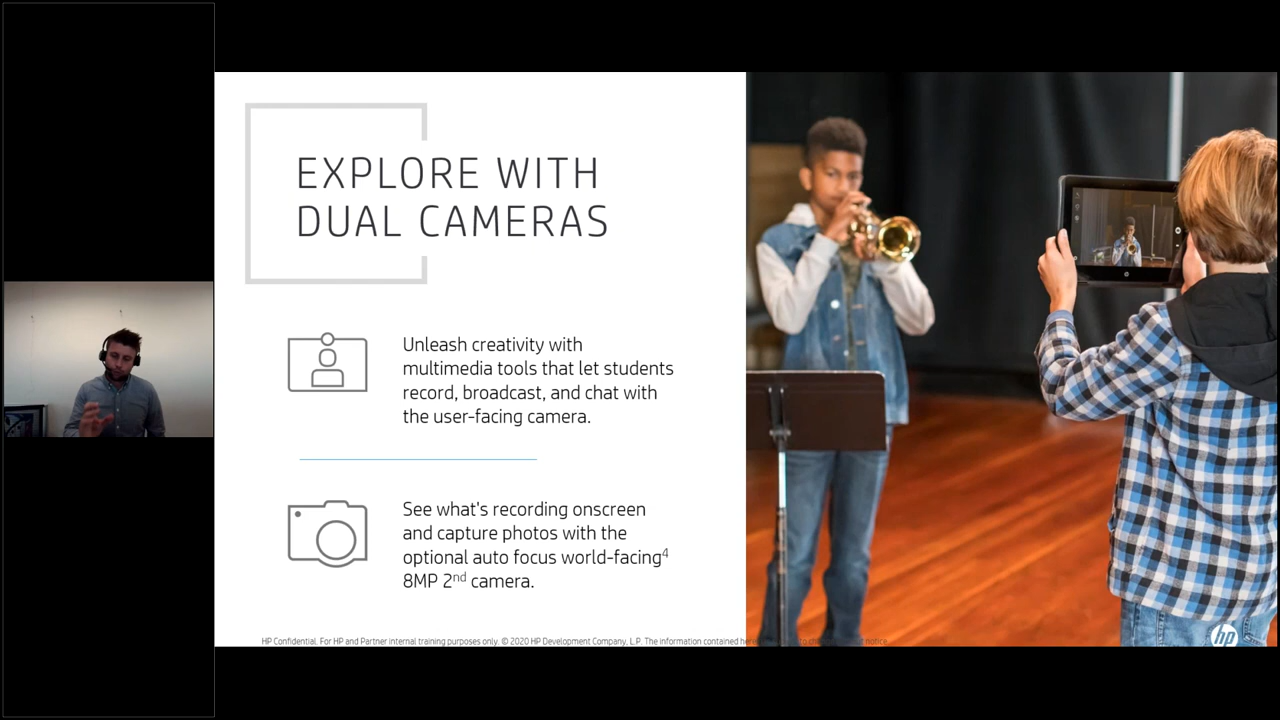 EXPLORE WITH
DUAL CAMERAS
Unleash creativity with
multimedia tools that let students
record, broadcast, and chat with
the user-facing camera.
See what's recording onscreen
and capture photos with the
optional auto focus world-facing4
8MP 2nd camera.
HP Confidential. For HP and Partner internal training purposes only. © 2020 HP Development Company, L.P. The information contained notice
hp